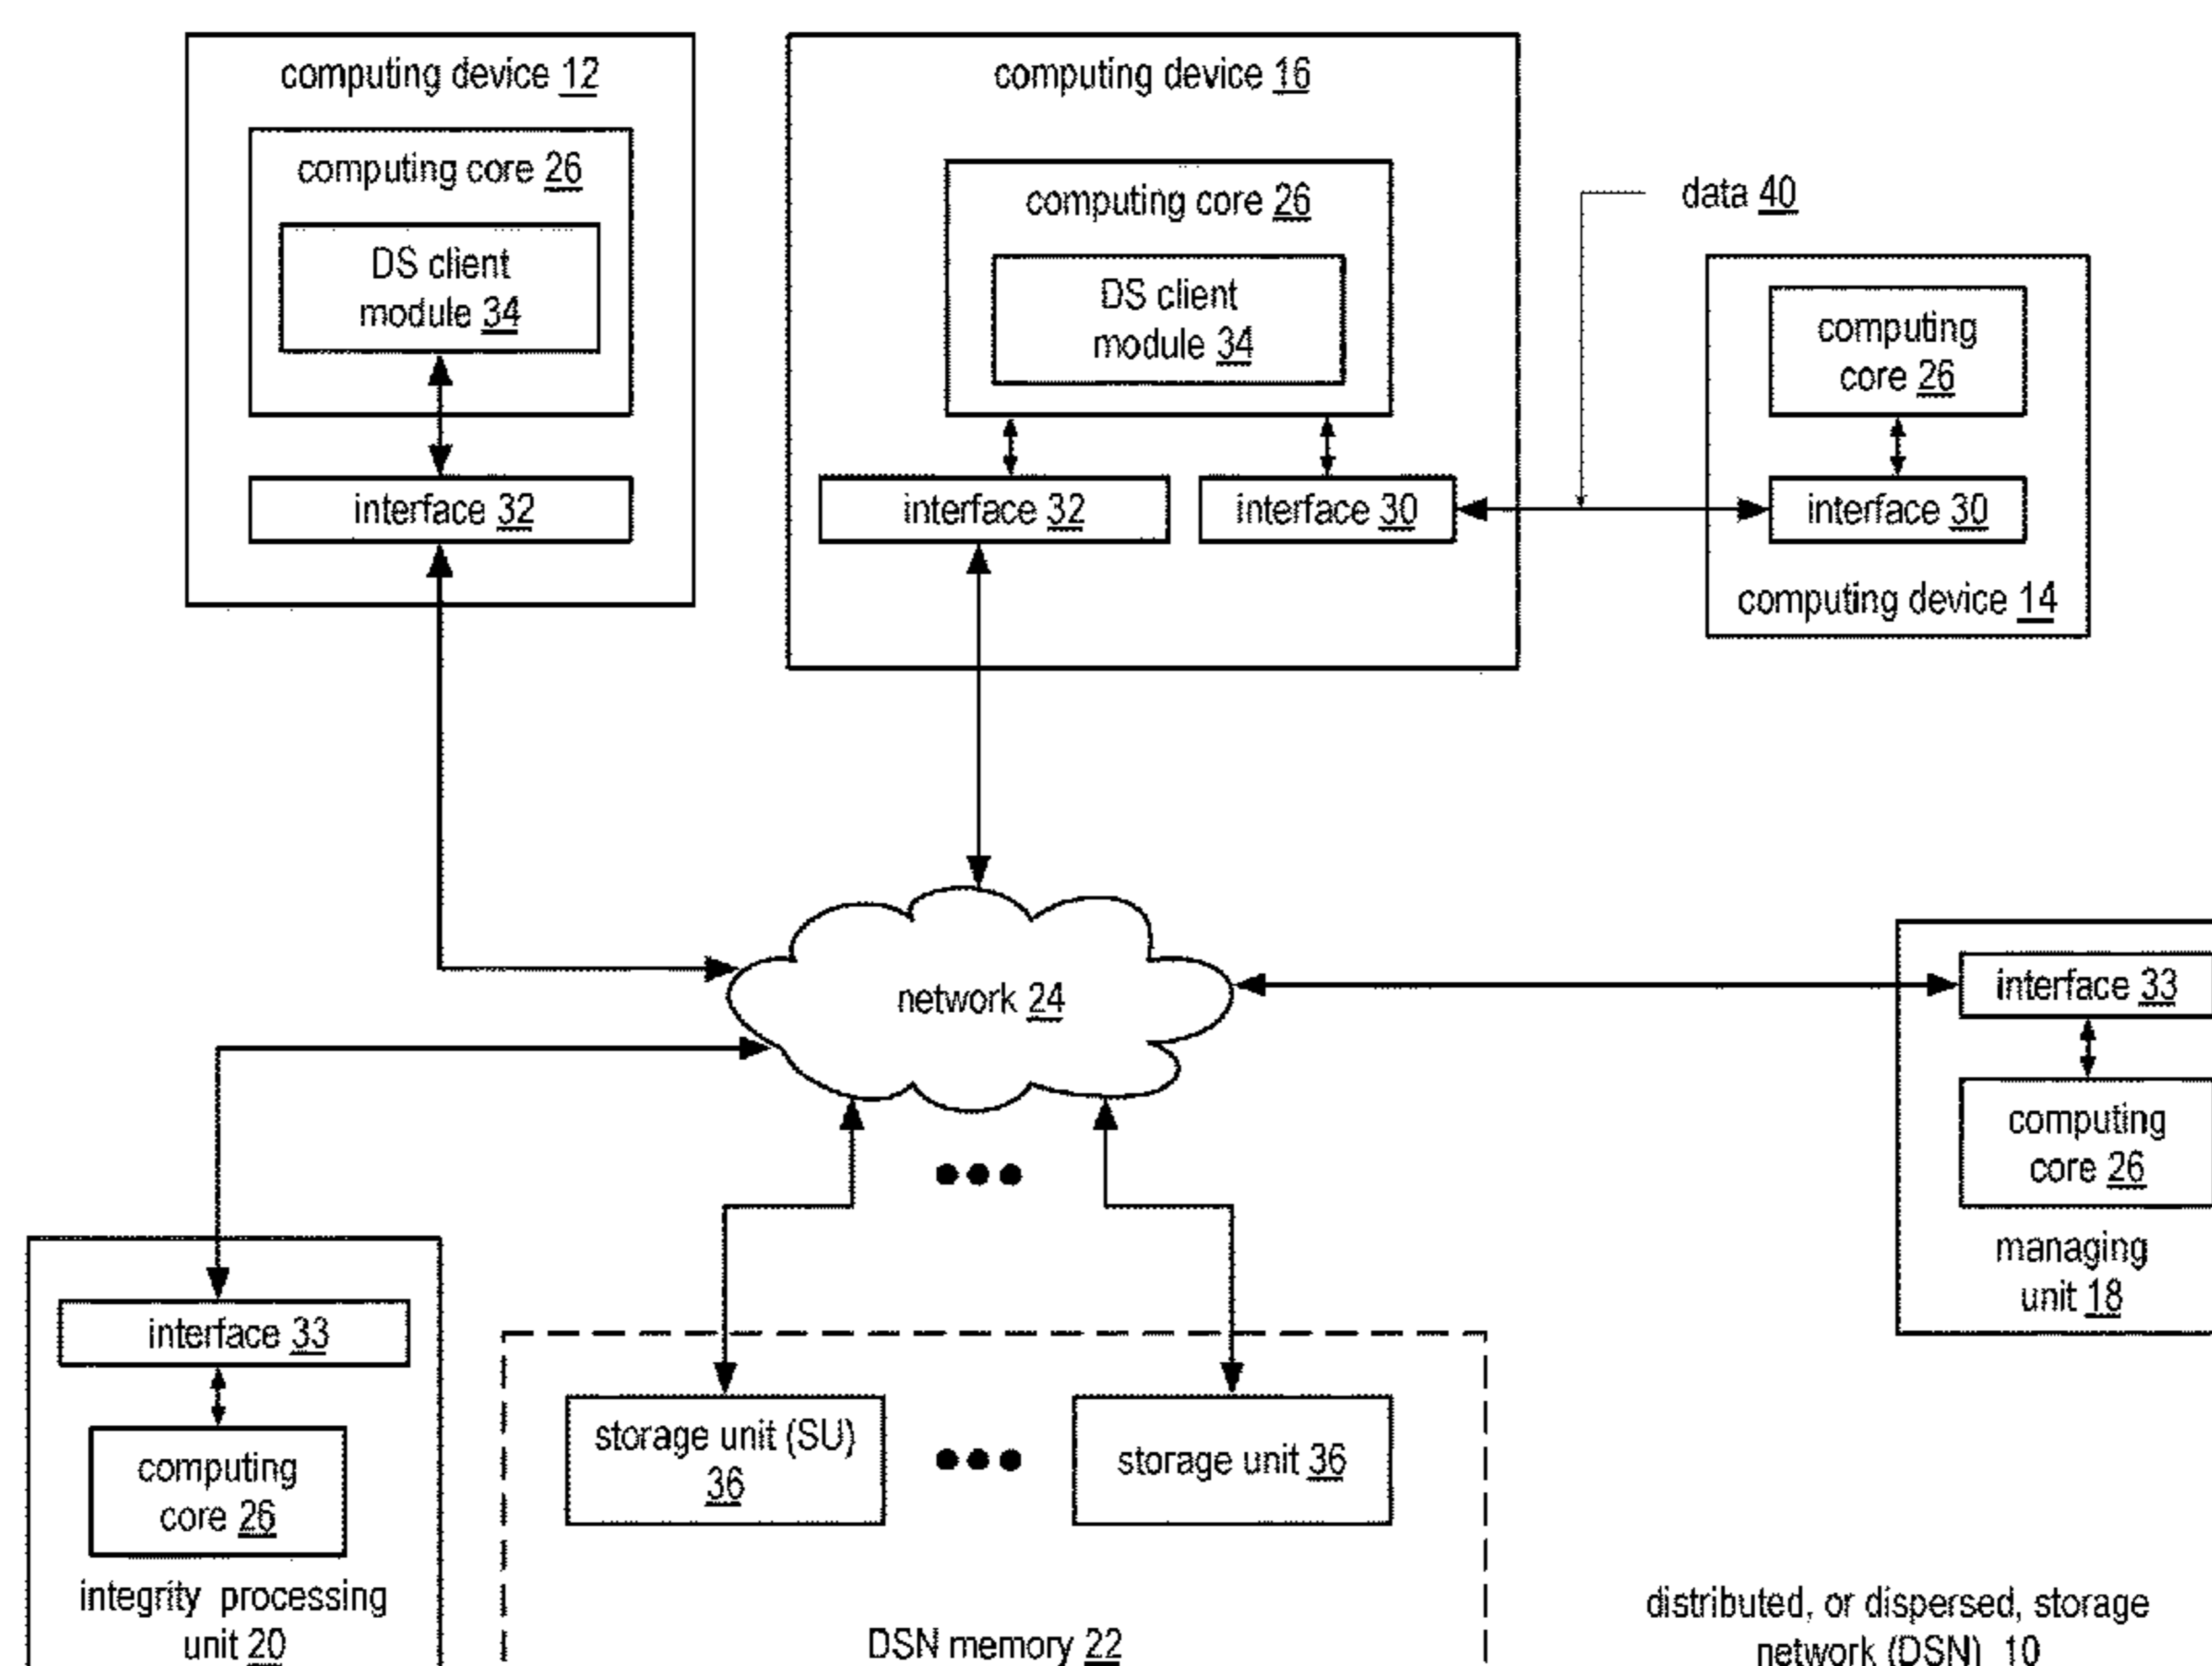 computing device 12
computing core 26
DS client
module 34
interface 32
computing device 16
computing core 26
DS client
module 34
interface 32
interface 30
data 40
computing
core 26
interface 30
computing device 14
network 24
interface 33
computing
core 26
managing
unit 18
interface 33
computing
core 26
integrity processing
unit 20
storage unit (SU)
36
storage unit 36
DSN memory 22
distributed, or dispersed, storage
network (DSN) 10